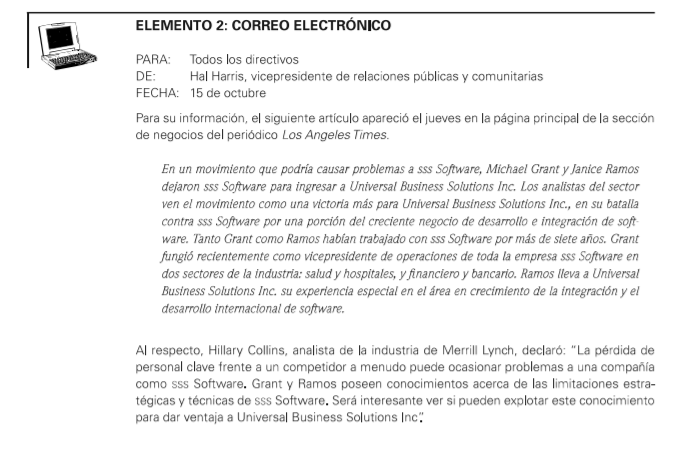 ELEMENTO 2: CORREO ELECTRÓNICO
PARA: Todos los directivos
DE: Hal Harris, vicepresidente de relaciones públicas y comunitarias
FECHA: 15 de octubre
Para su información, el siguiente artículo apareció el jueves en la página principal de la sección
de negocios del periódico Los Angeles Times.
En un movimiento que podría causar problemas a sss Software, Michael Grant y Janice Ramos
dejaron sss Software para ingresar a Universal Business Solutions Inc. Los analistas del sector
ven el movimiento como una victoria más para Universal Business Solutions Inc., en su batalla
contra sss Software por una porción del creciente negocio de desarrollo e integración de soft-
ware. Tanto Grant como Ramos habían trabajado con sss Software por más de siete años. Grant
fungió recientemente como vicepresidente de operaciones de toda la empresa sss Software en
dos sectores de la industria: salud y hospitales, y financiero y bancario. Ramos lleva a Universal
Business Solutions Inc. su experiencia especial en el área en crecimiento de la integración y el
desarrollo internacional de software.
Al respecto, Hillary Collins, analista de la industria de Merrill Lynch, declaró: "La pérdida de
personal clave frente a un competidor a menudo puede ocasionar problemas a una compañía
como sss Software. Grant y Ramos poseen conocimientos acerca de las limitaciones estra-
tégicas y técnicas de sss Software. Será interesante ver si pueden explotar este conocimiento
para dar ventaja a Universal Business Solutions Inc".